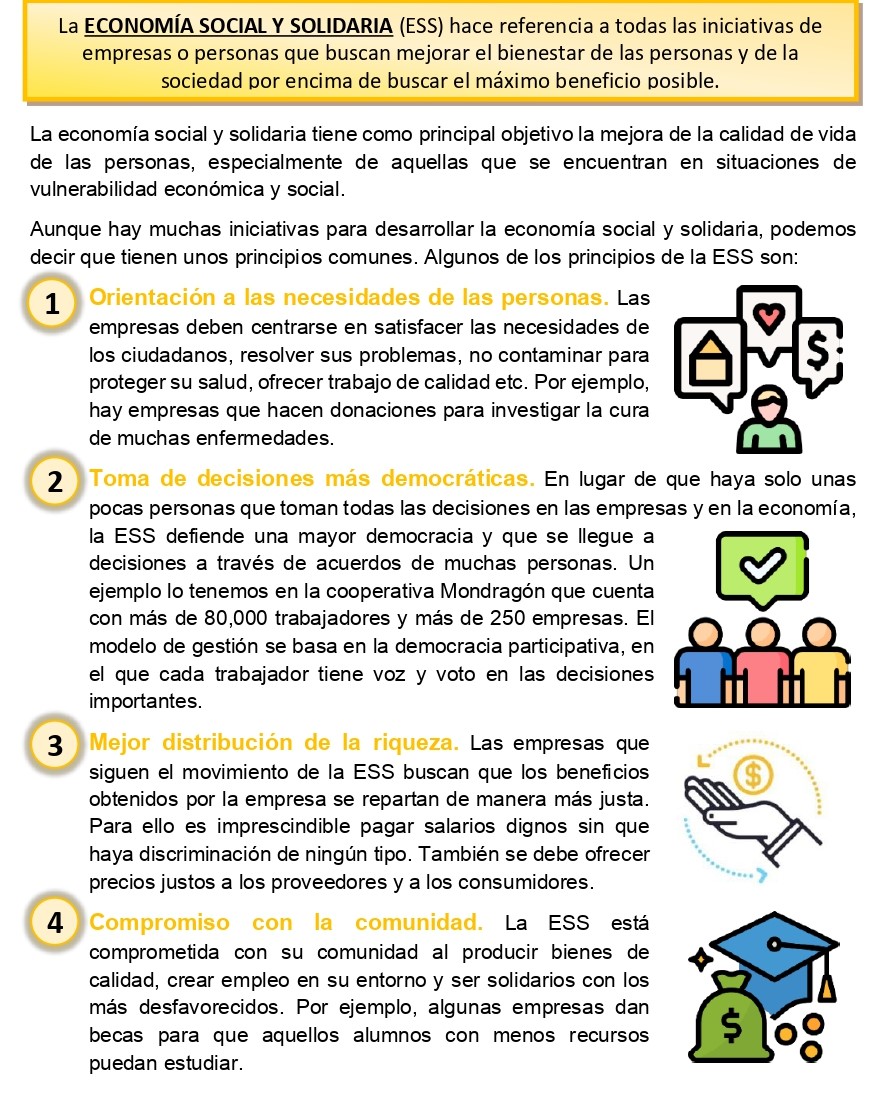 La ECONOMÍA SOCIAL Y SOLIDARIA (ESS) hace referencia a todas las iniciativas de
empresas o personas que buscan mejorar el bienestar de las personas y de la
sociedad por encima de buscar el máximo beneficio posible.
La economía social y solidaria tiene como principal objetivo la mejora de la calidad de vida
de las personas, especialmente de aquellas que se encuentran en situaciones de
vulnerabilidad económica y social.
Aunque hay muchas iniciativas para desarrollar la economía social y solidaria, podemos
decir que tienen unos principios comunes. Algunos de los principios de la ESS son:
1 Orientación a las necesidades de las personas. Las
empresas deben centrarse en satisfacer las necesidades de
los ciudadanos, resolver sus problemas, no contaminar para
proteger su salud, ofrecer trabajo de calidad etc. Por ejemplo,
hay empresas que hacen donaciones para investigar la cura
de muchas enfermedades.
$
2 Toma de decisiones más democráticas. En lugar de que haya solo unas
pocas personas que toman todas las decisiones en las empresas y en la economía,
la ESS defiende una mayor democracia y que se llegue a
decisiones a través de acuerdos de muchas personas. Un
ejemplo lo tenemos en la cooperativa Mondragón que cuenta
con más de 80,000 trabajadores y más de 250 empresas. El
modelo de gestión se basa en la democracia participativa, en
el que cada trabajador tiene voz y voto en las decisiones
importantes.
3 Mejor distribución de la riqueza. Las empresas que
siguen el movimiento de la ESS buscan que los beneficios
obtenidos por la empresa se repartan de manera más justa.
Para ello es imprescindible pagar salarios dignos sin que
haya discriminación de ningún tipo. También se debe ofrecer
precios justos a los proveedores y a los consumidores.
$
4 Compromiso con la comunidad. La ESS está
comprometida con su comunidad al producir bienes de
calidad, crear empleo en su entorno y ser solidarios con los
más desfavorecidos. Por ejemplo, algunas empresas dan
becas para que aquellos alumnos con menos recursos
puedan estudiar.
$